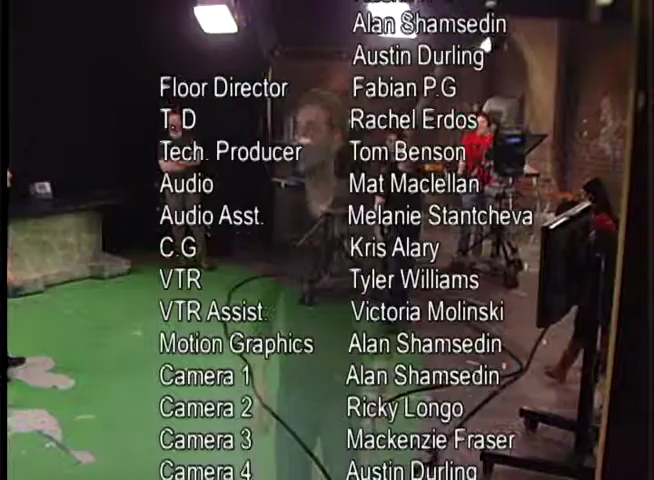 Alan Shamsedin
Austin Durling
Floor Director Fabian P.G
T. D Rachel Erdos
Tech. Producer Tom Benson
Audio Mat Maclellan
Audio Asst. Melanie Stantcheva
C.G Kris Alary
VTR Tyler Williams
VTR Assist. Victoria Molinski
Motion Graphics Alan Shamsedin
Camera 1 Alan Shamsedin
Camera 2 Ricky Longo
Camera 3 Mackenzie Fraser
Camera 4 Austin Durling